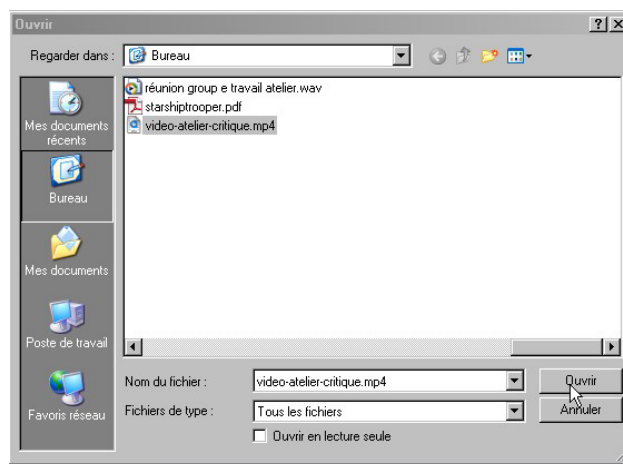 Ouvrir
Regarder dans :
Bureau
Mes documents
récents
Bureau
Mes documents
Poste de travail
Favoris réseau
réunion group e travail atelier.wav
starshiptrooper.pdf
video-atelier-critique.mp4
Nom du fichier :
video-atelier-critique.mp4
Ouvrir
Fichiers de type :
Tous les fichiers
Annuler
Ouvrir en lecture seule